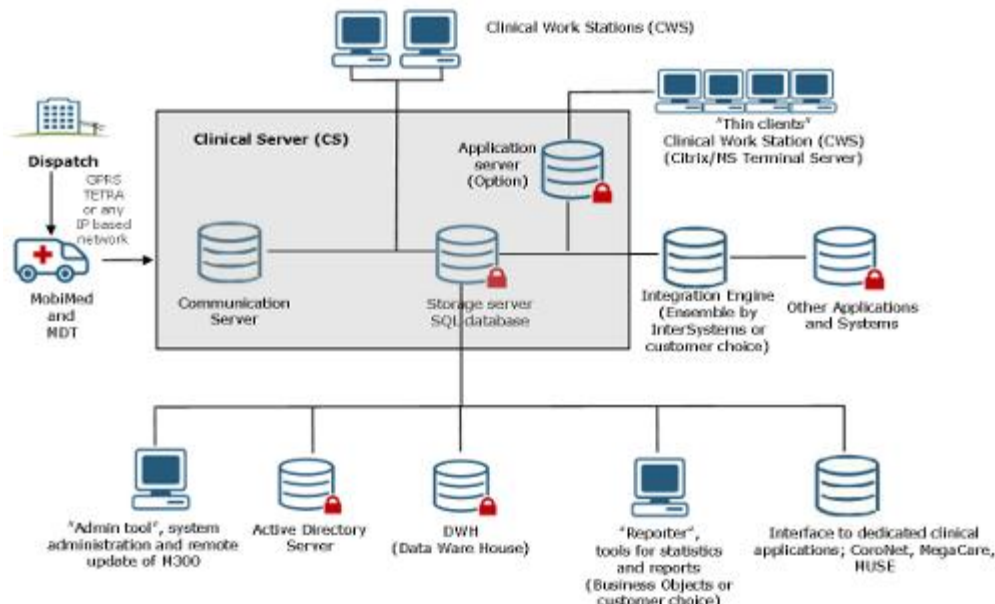 Clinical Work Stations (CWS)
"Thin clients"
Clinical Work Station (CWS)
(Citrix/MS Terminal Server)
Clinical Server (CS)
Application
server
(Option)
Dispatch
GPRS
TETRA
or any
IP based
network
MobiMed
and
MDT
Communication
Server
Storage server
SQL database
Integration Engine
(Ensemble by
InterSystems or
customer choice)
Other Applications
and Systems
"Admin tool", system
administration and remote
update of M300
Active Directory
Server
DWH
(Data Ware House)
"Reporter",
tools for statistics
and reports
(Business Objects or
customer choice)
Interface to dedicated clinical
applications; CoroNet, MegaCare,
MUSE